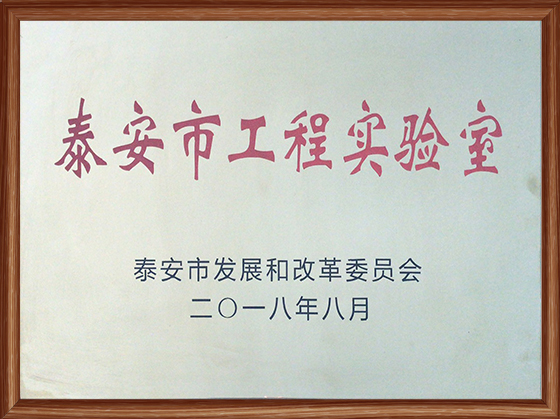 泰安市工程实验室
泰安市发展和改革委员会
二〇一八年八月